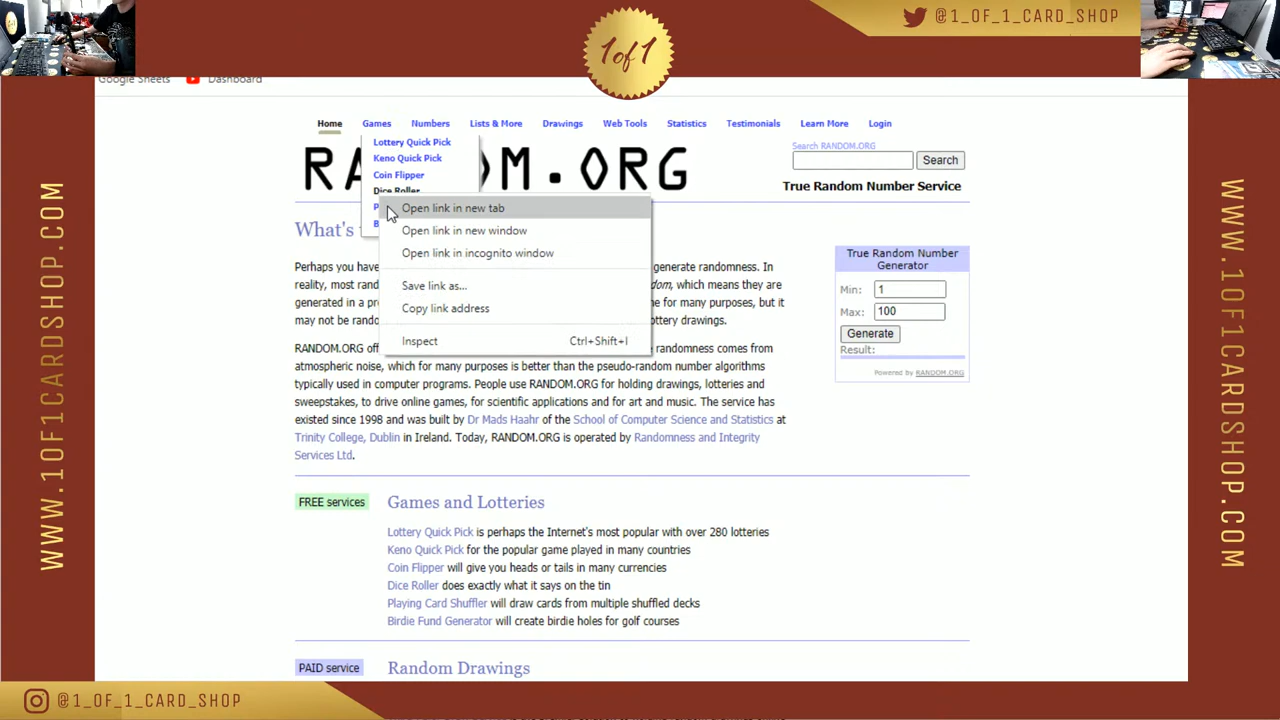 1of1
@1_OF_1_CARD_SHOP
Google Sheets Dashboard
Home Games Numbers Lists & More Drawings Web Tools Statistics Testimonials Learn More Login
Lottery Quick Pick
Keno Quick Pick
Coin Flipper
Dice Roller
Search RANDOM.ORG
Search
True Random Number Service
Open link in new tab
Open link in new window
Open link in incognito window
Save link as...
Copy link address
Inspect Ctrl+Shift+I
What's
Perhaps you have generate randomness. In
reality, most ran dom, which means they are
generated in a pr e for many purposes, but it
may not be rando ttery drawings.
RANDOM.ORG off randomness comes from
atmospheric noise, which for many purposes is better than the pseudo-random number algorithms
typically used in computer programs. People use RANDOM.ORG for holding drawings, lotteries and
sweepstakes, to drive online games, for scientific applications and for art and music. The service has
existed since 1998 and was built by Dr Mads Haahr of the School of Computer Science and Statistics at
Trinity College, Dublin in Ireland. Today, RANDOM.ORG is operated by Randomness and Integrity
Services Ltd.
True Random Number
Generator
Min: 1
Max: 100
Generate
Result:
Powered by RANDOM.ORG
FREE services
Games and Lotteries
Lottery Quick Pick is perhaps the Internet's most popular with over 280 lotteries
Keno Quick Pick for the popular game played in many countries
Coin Flipper will give you heads or tails in many currencies
Dice Roller does exactly what it says on the tin
Playing Card Shuffler will draw cards from multiple shuffled decks
Birdie Fund Generator will create birdie holes for golf courses
PAID service
Random Drawings
WWW.1OF1CARDSHOP.COM
WWW.1OF1CARDSHOP.COM
@1_OF_1_CARD_SHOP